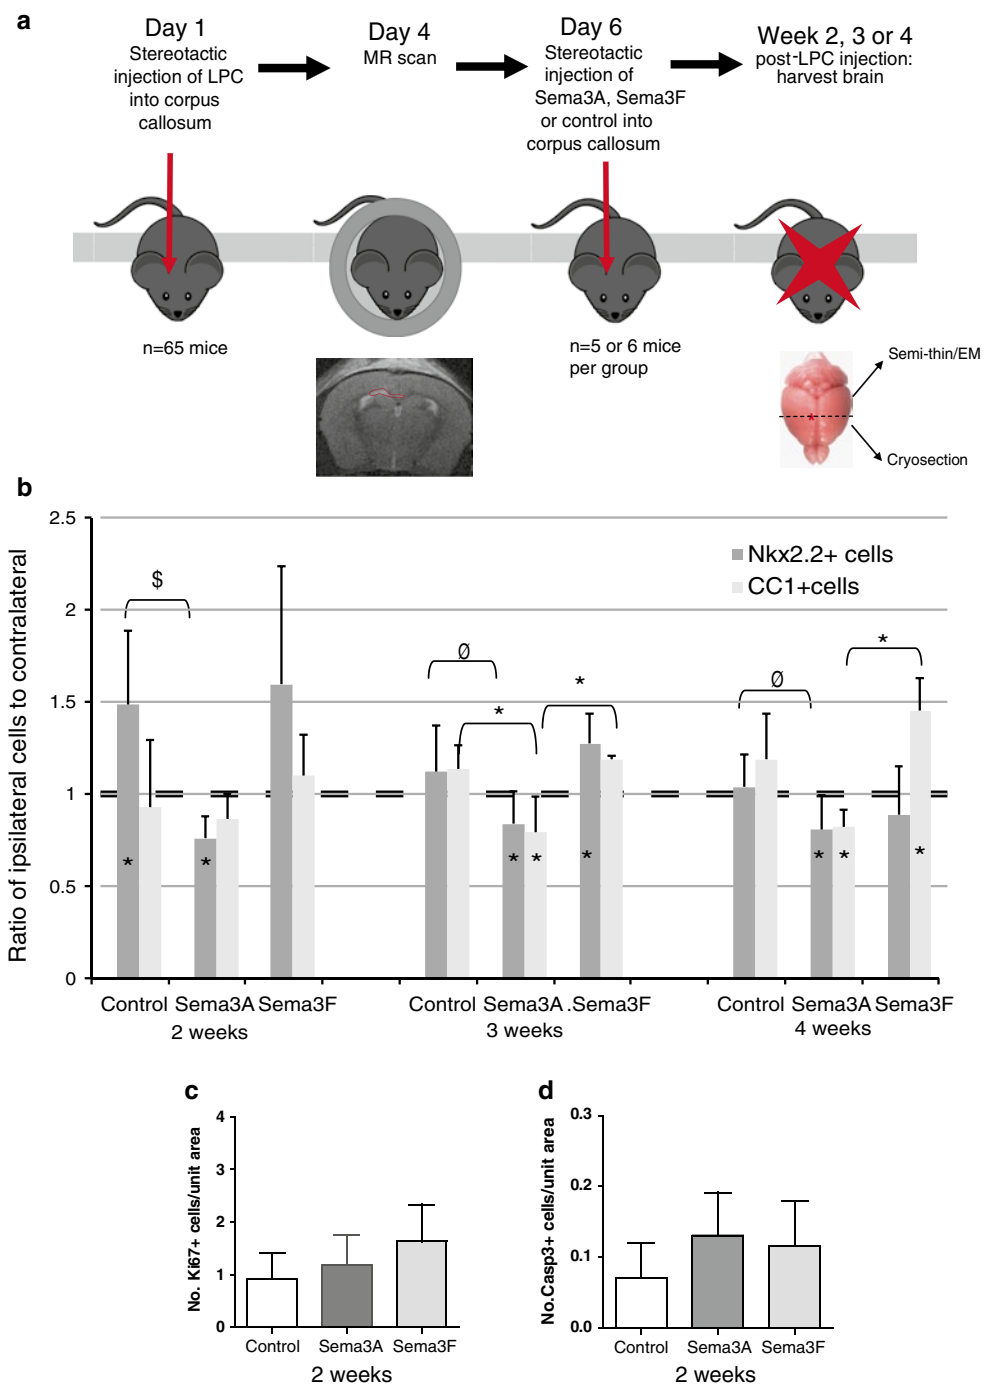 a
Day 1
Stereotactic
injection of LPC
into corpus
callosum
Day 4
MR scan
Day 6
Stereotactic
injection of
Sema3A, Sema3F
or control into
corpus callosum
Week 2, 3 or 4
post-LPC injection:
harvest brain
n=65 mice
n=5 or 6 mice
per group
Semi-thin/EM
*
Cryosection
b
Ratio of ipsilateral cells to contralateral
2.5
2
1.5
1
0.5
0
Nkx2.2+ cells
CC1+cells
$
Ø
*
*
Ø
*
* * * * * * * *
Control Sema3A Sema3F
2 weeks
Control Sema3A .Sema3F
3 weeks
Control Sema3A Sema3F
4 weeks
c
No. Ki67+ cells/unit area
4
3
2
1
0
Control Sema3A Sema3F
2 weeks
d
No.Casp3+ cells/unit area
0.3
0.2
0.1
0.0
Control Sema3A Sema3F
2 weeks